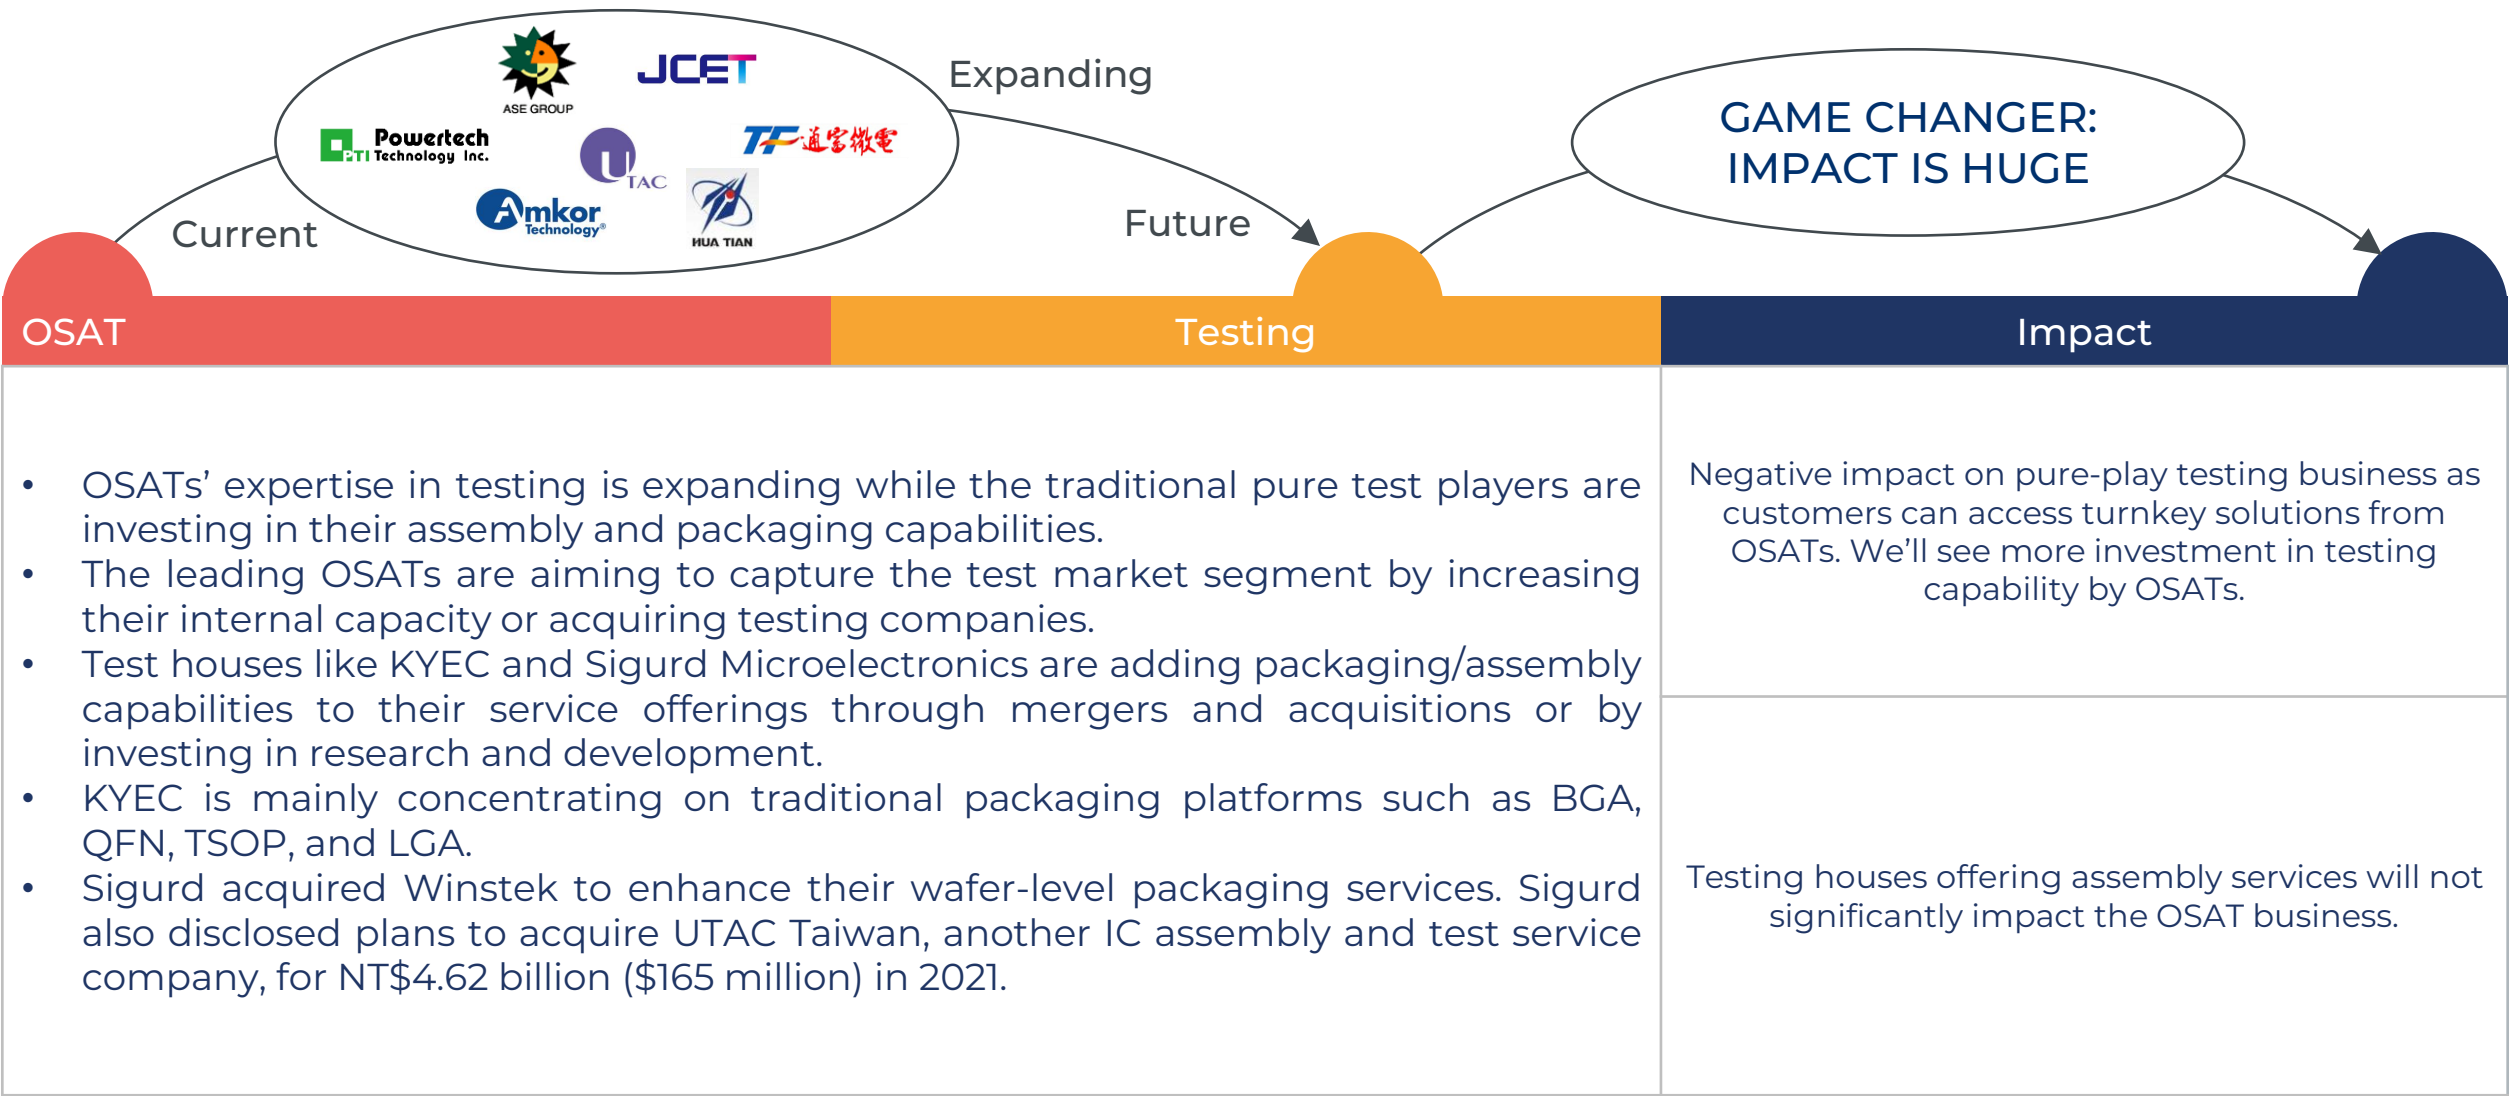 ASE GROUP
JCET
Expanding
GAME CHANGER:
IMPACT IS HUGE
PTI
Powertech
Technology Inc.
UTAC
TF 通富微電
Amkor
Technology®
HUA TIAN
Current
Future
OSAT
Testing
Impact
• OSATs’ expertise in testing is expanding while the traditional pure test players are
investing in their assembly and packaging capabilities.
• The leading OSATs are aiming to capture the test market segment by increasing
their internal capacity or acquiring testing companies.
• Test houses like KYEC and Sigurd Microelectronics are adding packaging/assembly
capabilities to their service offerings through mergers and acquisitions or by
investing in research and development.
• KYEC is mainly concentrating on traditional packaging platforms such as BGA,
QFN, TSOP, and LGA.
• Sigurd acquired Winstek to enhance their wafer-level packaging services. Sigurd
also disclosed plans to acquire UTAC Taiwan, another IC assembly and test service
company, for NT$4.62 billion ($165 million) in 2021.
Negative impact on pure-play testing business as
customers can access turnkey solutions from
OSATs. We’ll see more investment in testing
capability by OSATs.
Testing houses offering assembly services will not
significantly impact the OSAT business.